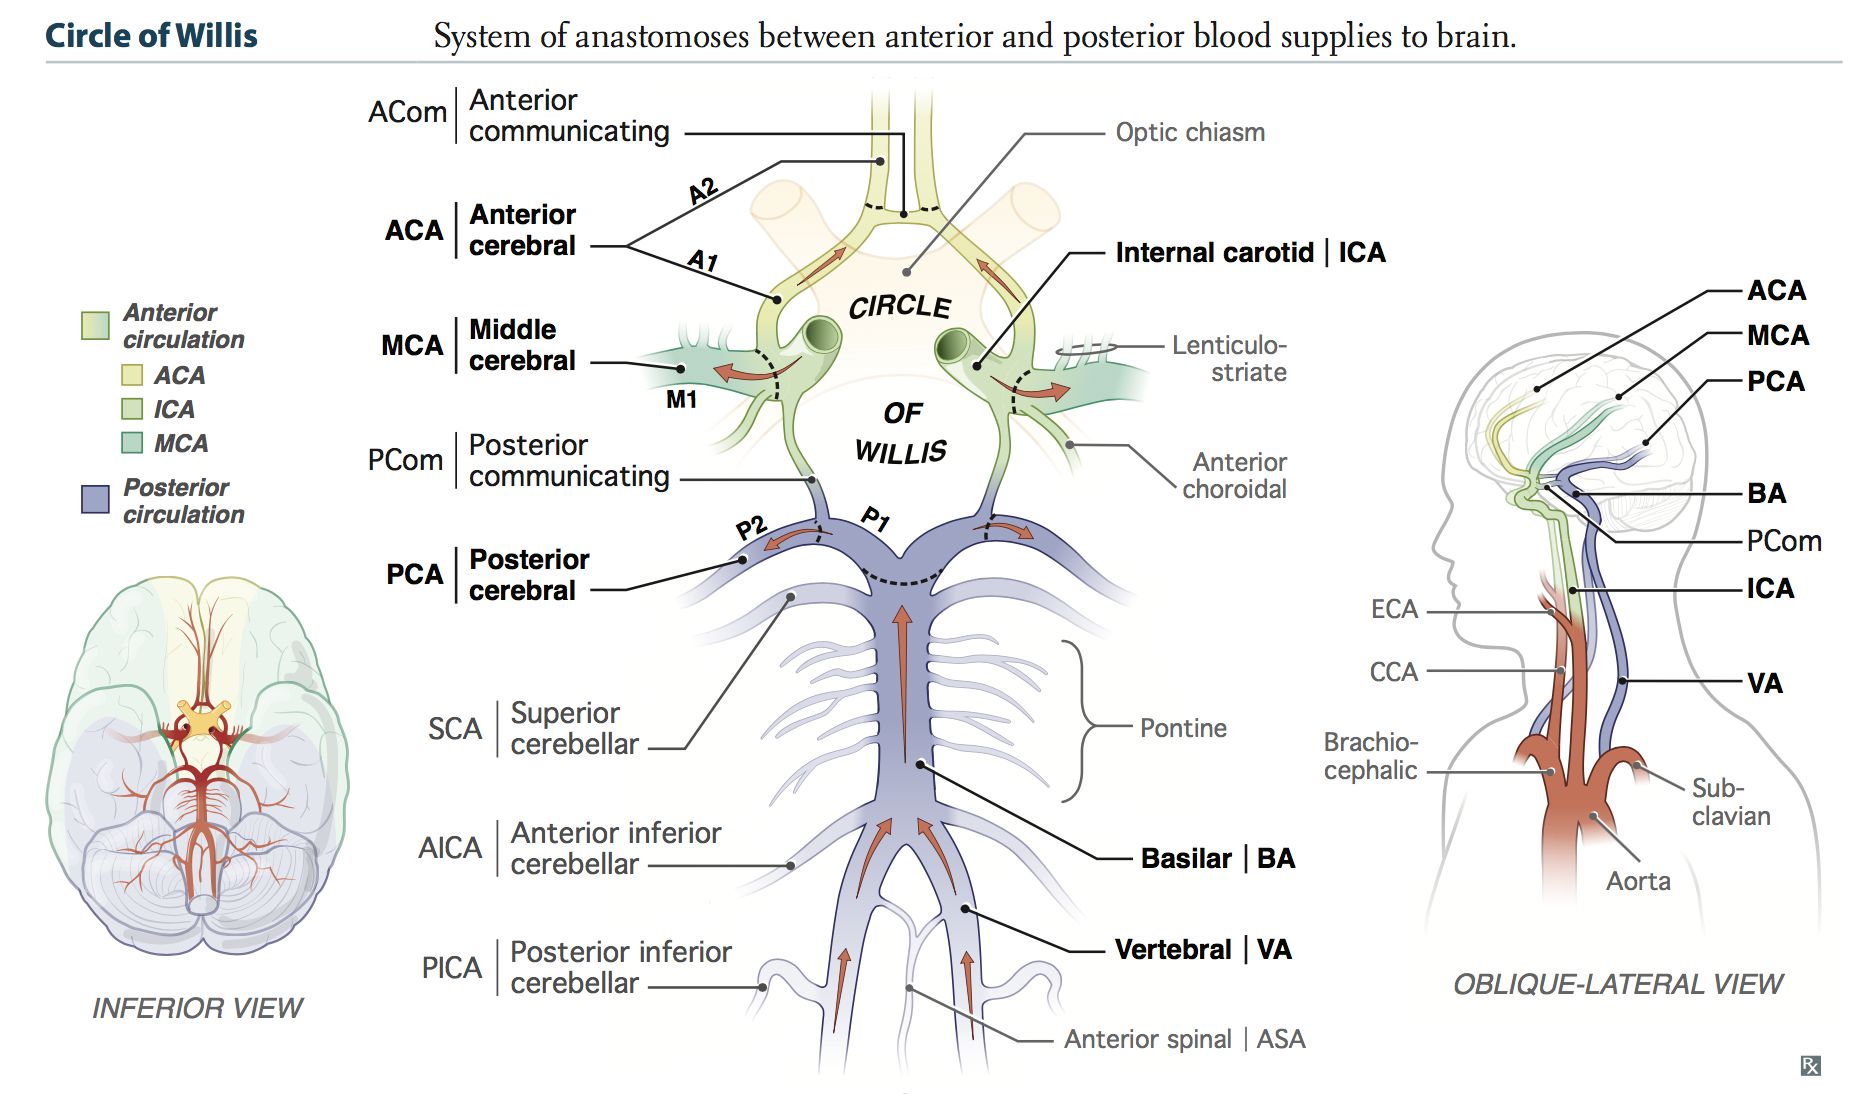 Circle of Willis
System of anastomoses between anterior and posterior blood supplies to brain.
ACom | Anterior
communicating
A2
ACA | Anterior
cerebral
A1
MCA | Middle
cerebral
M1
PCom | Posterior
communicating
P2
P1
PCA | Posterior
cerebral
SCA | Superior
cerebellar
AICA | Anterior inferior
cerebellar
PICA | Posterior inferior
cerebellar
CIRCLE
OF
WILLIS
Optic chiasm
Internal carotid | ICA
Lenticulo-
striate
Anterior
choroidal
Pontine
Basilar | BA
Vertebral | VA
Anterior spinal | ASA
Anterior
circulation
ACA
ICA
MCA
Posterior
circulation
INFERIOR VIEW
ACA
MCA
PCA
BA
PCom
ICA
ECA
CCA
VA
Brachio-
cephalic
Sub-
clavian
Aorta
OBLIQUE-LATERAL VIEW
Rx